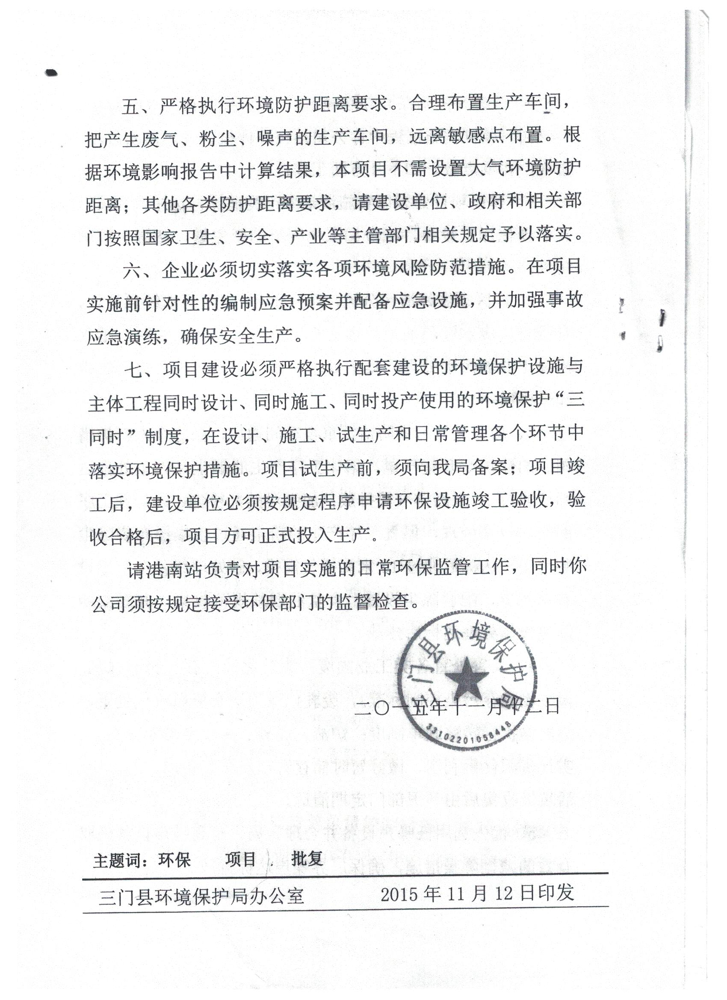 五、严格执行环境防护距离要求。合理布置生产车间，
把产生废气、粉尘、噪声的生产车间，远离敏感点布置。根
据环境影响报告中计算结果，本项目不需设置大气环境防护
距离；其他各类防护距离要求，请建设单位、政府和相关部
门按照国家卫生、安全、产业等主管部门相关规定予以落实。
六、企业必须切实落实各项环境风险防范措施。在项目
实施前针对性的编制应急预案并配备应急设施，并加强事故
应急演练，确保安全生产。
七、项目建设必须严格执行配套建设的环境保护设施与
主体工程同时设计、同时施工、同时投产使用的环境保护“三
同时”制度，在设计、施工、试生产和日常管理各个环节中
落实环境保护措施。项目试生产前，须向我局备案；项目竣
工后，建设单位必须按规定程序申请环保设施竣工验收，验
收合格后，项目方可正式投入生产。
请港南站负责对项目实施的日常环保监管工作，同时你
公司须按规定接受环保部门的监督检查。
三门县环境保护局
二〇一五年十一月十二日
33102201058448
主题词：环保 项目 批复
三门县环境保护局办公室 2015年11月12日印发